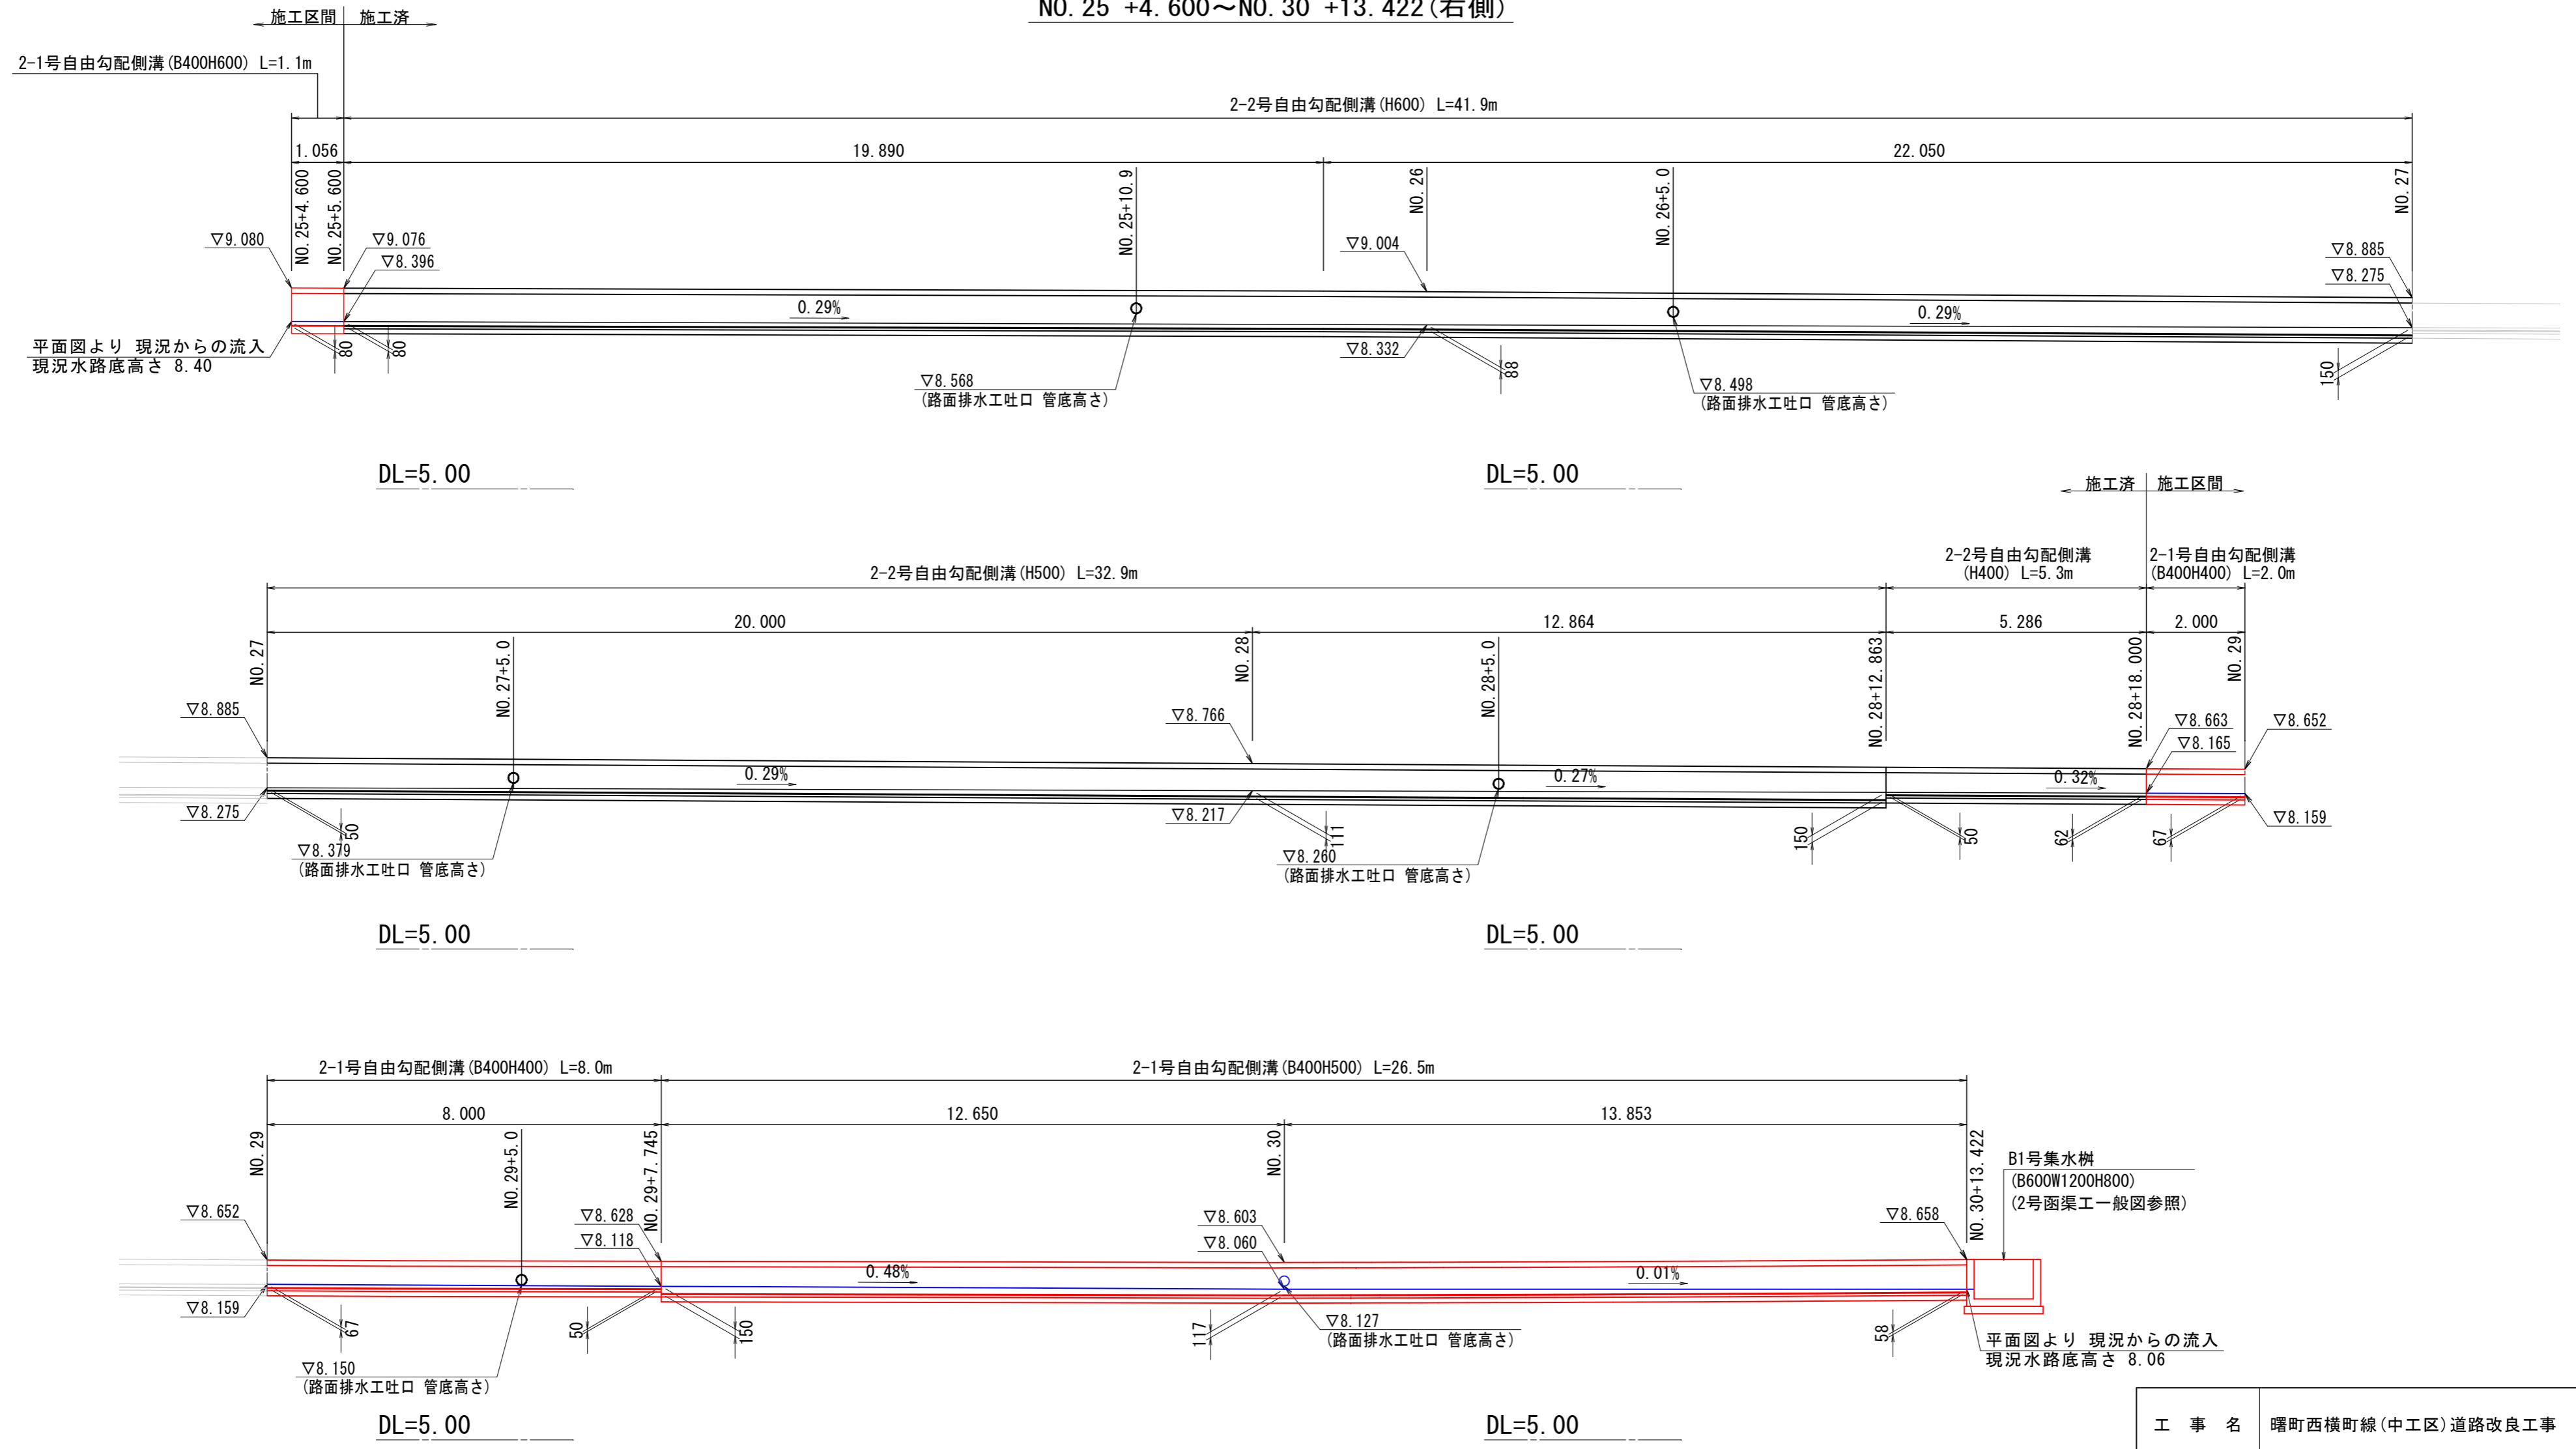 NO.25 +4.600～NO.30 +13.422(右側)
施工区間 施工済
2-1号自由勾配側溝(B400H600) L=1.1m
2-2号自由勾配側溝(H600) L=41.9m
1.056 19.890 22.050
NO.25+4.600
NO.25+5.600
NO.25+10.9
NO.26
NO.26+5.0
NO.27
▽9.080
▽9.076
▽8.396
▽9.004
▽8.885
▽8.275
0.29%
0.29%
平面図より 現況からの流入
現況水路底高さ 8.40
80
80
▽8.332
88
150
▽8.568
(路面排水工吐口 管底高さ)
▽8.498
(路面排水工吐口 管底高さ)
DL=5.00
DL=5.00
施工済 施工区間
2-2号自由勾配側溝(H500) L=32.9m
2-2号自由勾配側溝
(H400) L=5.3m
2-1号自由勾配側溝
(B400H400) L=2.0m
20.000 12.864 5.286 2.000
NO.27
NO.27+5.0
NO.28
NO.28+5.0
NO.28+12.863
NO.28+18.000
NO.29
▽8.885
▽8.766
▽8.663
▽8.165
▽8.652
0.29%
0.27%
0.32%
▽8.275
50
▽8.217
111
150
50
62
67
▽8.159
▽8.379
(路面排水工吐口 管底高さ)
▽8.260
(路面排水工吐口 管底高さ)
DL=5.00
DL=5.00
2-1号自由勾配側溝(B400H400) L=8.0m
2-1号自由勾配側溝(B400H500) L=26.5m
8.000 12.650 13.853
NO.29
NO.29+5.0
NO.29+7.745
NO.30
NO.30+13.422
B1号集水桝
(B600W1200H800)
(2号函渠工一般図参照)
▽8.652
▽8.628
▽8.118
▽8.603
▽8.060
▽8.658
0.48%
0.01%
▽8.159
67
50
150
117
58
▽8.127
(路面排水工吐口 管底高さ)
平面図より 現況からの流入
現況水路底高さ 8.06
▽8.150
(路面排水工吐口 管底高さ)
DL=5.00
DL=5.00
工 事 名 曙町西横町線(中工区)道路改良工事